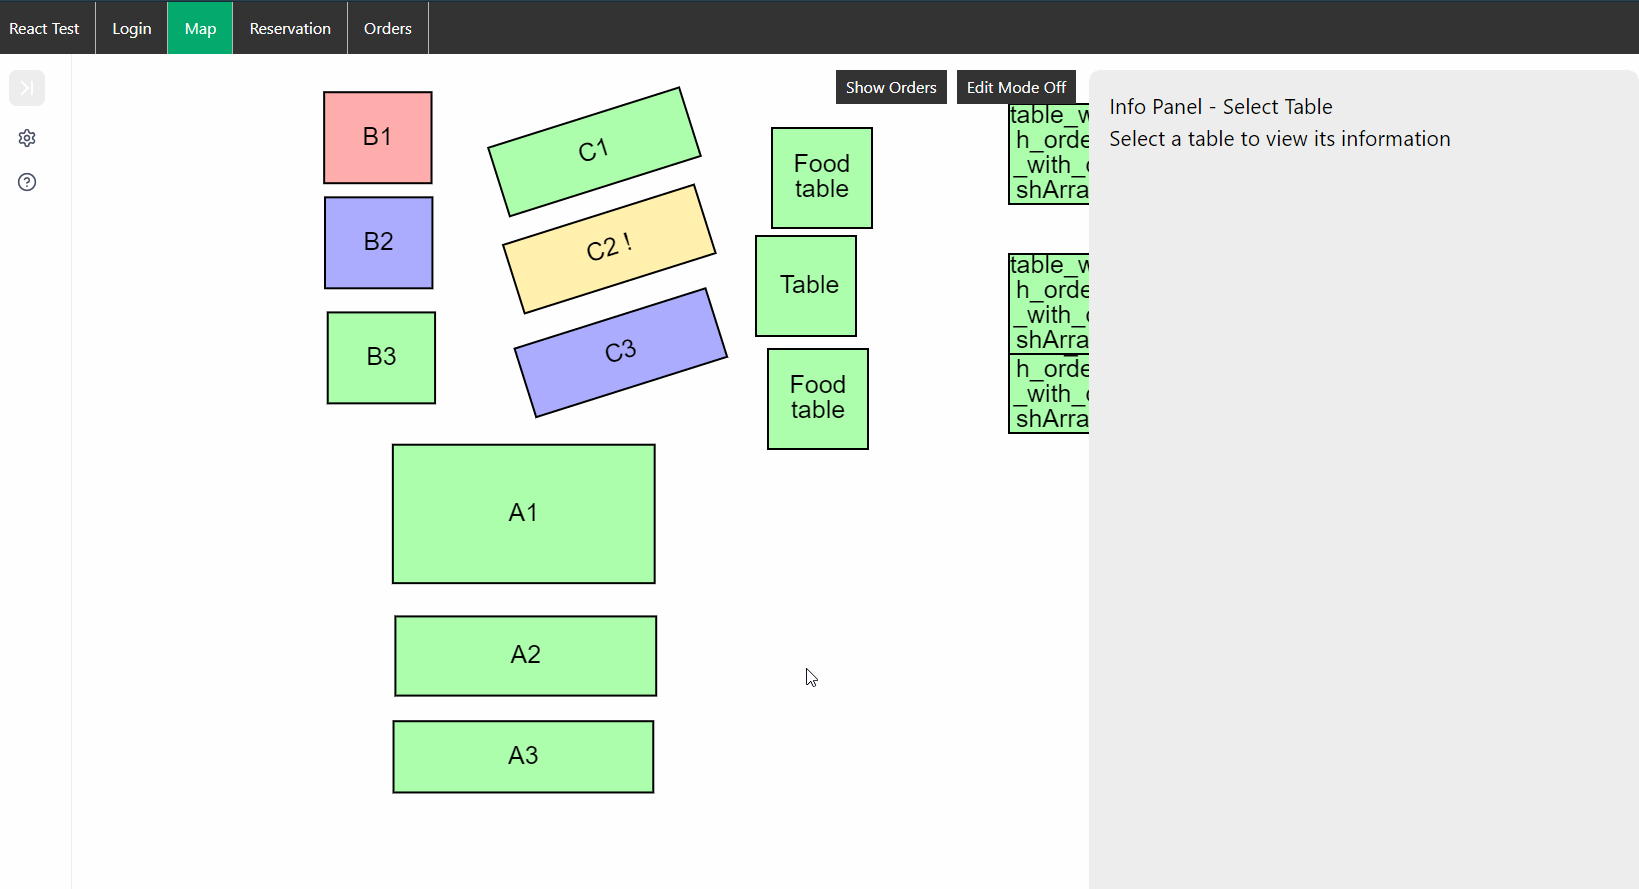 React Test
Login
Map
Reservation
Orders
Show Orders
Edit Mode Off
Info Panel - Select Table
Select a table to view its information
B1
B2
B3
C1
C2 !
C3
Food
table
Table
Food
table
table_w
h_orde
_with_
shArra
table_w
h_orde
_with_
shArra
h_orde
_with_
shArra
A1
A2
A3